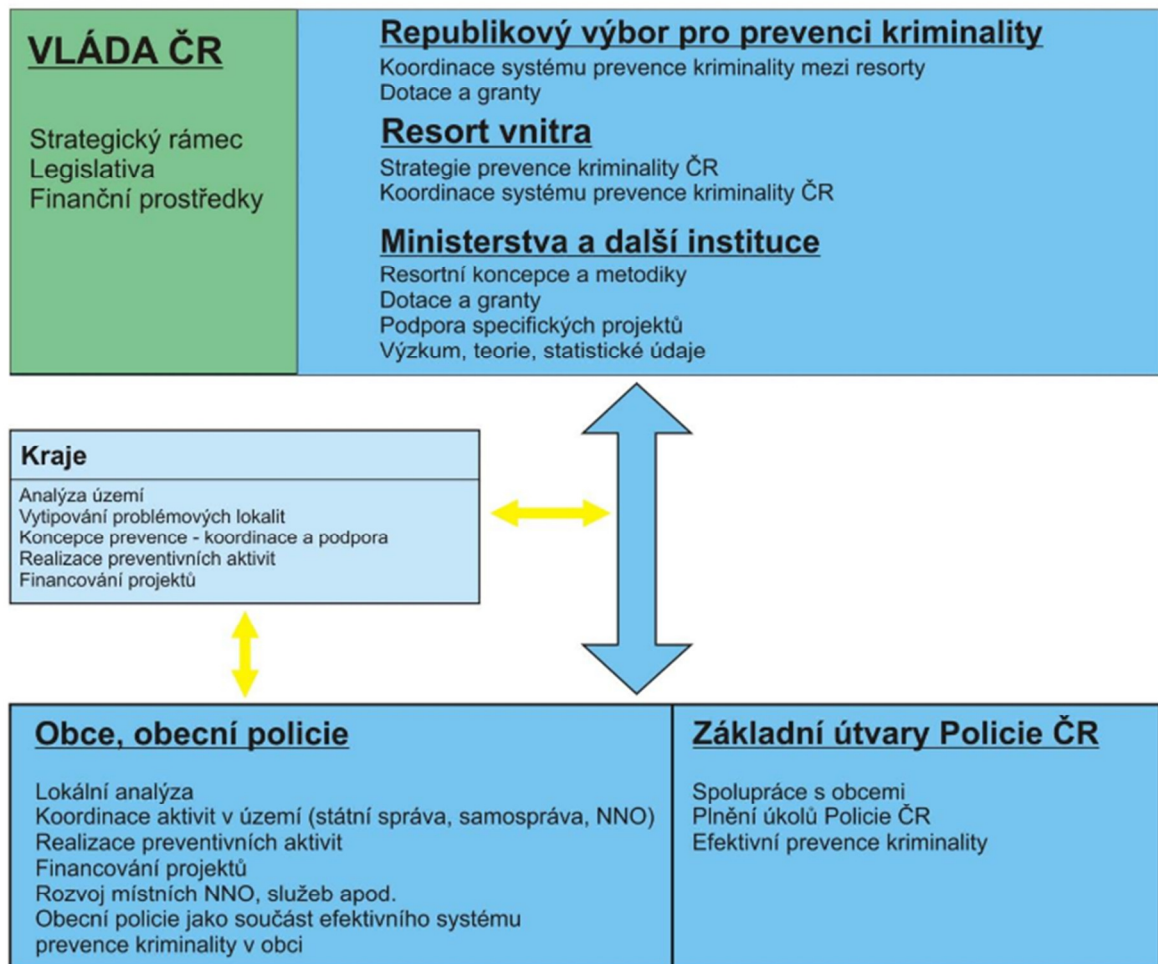 VLÁDA ČR
Strategický rámec
Legislativa
Finanční prostředky
Republikový výbor pro prevenci kriminality
Koordinace systému prevence kriminality mezi resorty
Dotace a granty
Resort vnitra
Strategie prevence kriminality ČR
Koordinace systému prevence kriminality ČR
Ministerstva a další instituce
Resortní koncepce a metodiky
Dotace a granty
Podpora specifických projektů
Výzkum, teorie, statistické údaje
Kraje
Analýza území
Vytipování problémových lokalit
Koncepce prevence - koordinace a podpora
Realizace preventivních aktivit
Financování projektů
Obce, obecní policie
Lokální analýza
Koordinace aktivit v území (státní správa, samospráva, NNO)
Realizace preventivních aktivit
Financování projektů
Rozvoj místních NNO, služeb apod.
Obecní policie jako součást efektivního systému
prevence kriminality v obci
Základní útvary Policie ČR
Spolupráce s obcemi
Plnění úkolů Policie ČR
Efektivní prevence kriminality